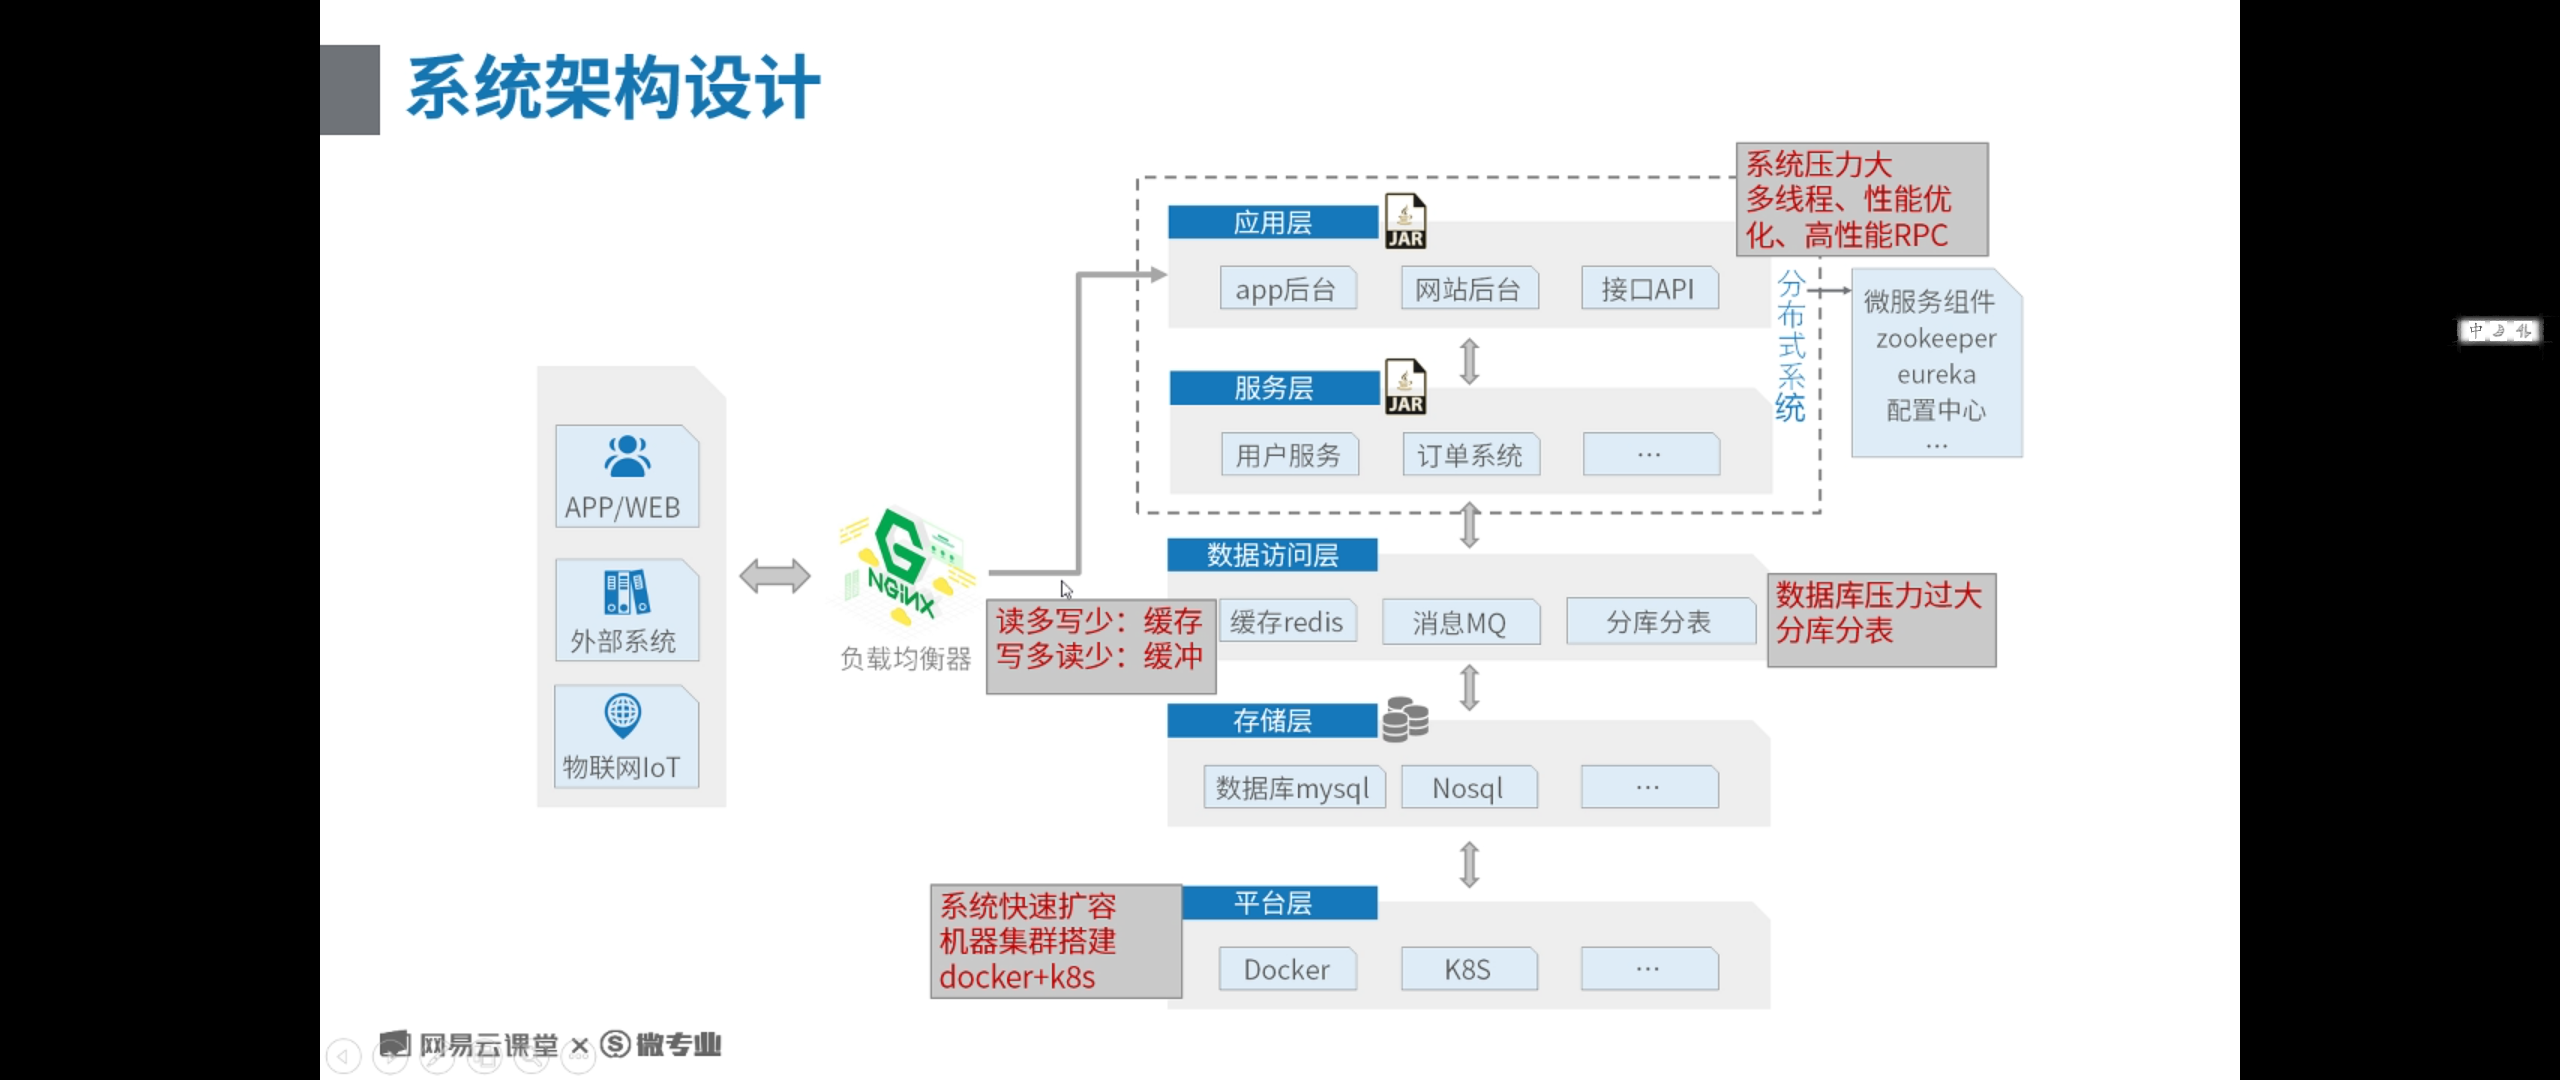 系统架构设计
系统压力大
多线程、性能优
化、高性能RPC
应用层
JAR
app后台
网站后台
接口API
分布式系统
微服务组件
zookeeper
eureka
配置中心
...
服务层
JAR
用户服务
订单系统
...
APP/WEB
外部系统
物联网IoT
NGiNX
负载均衡器
读多写少：缓存
写多读少：缓冲
数据访问层
缓存redis
消息MQ
分库分表
数据库压力过大
分库分表
存储层
数据库mysql
Nosql
...
系统快速扩容
机器集群搭建
docker+k8s
平台层
Docker
K8S
...
网易云课堂 × 微专业
中